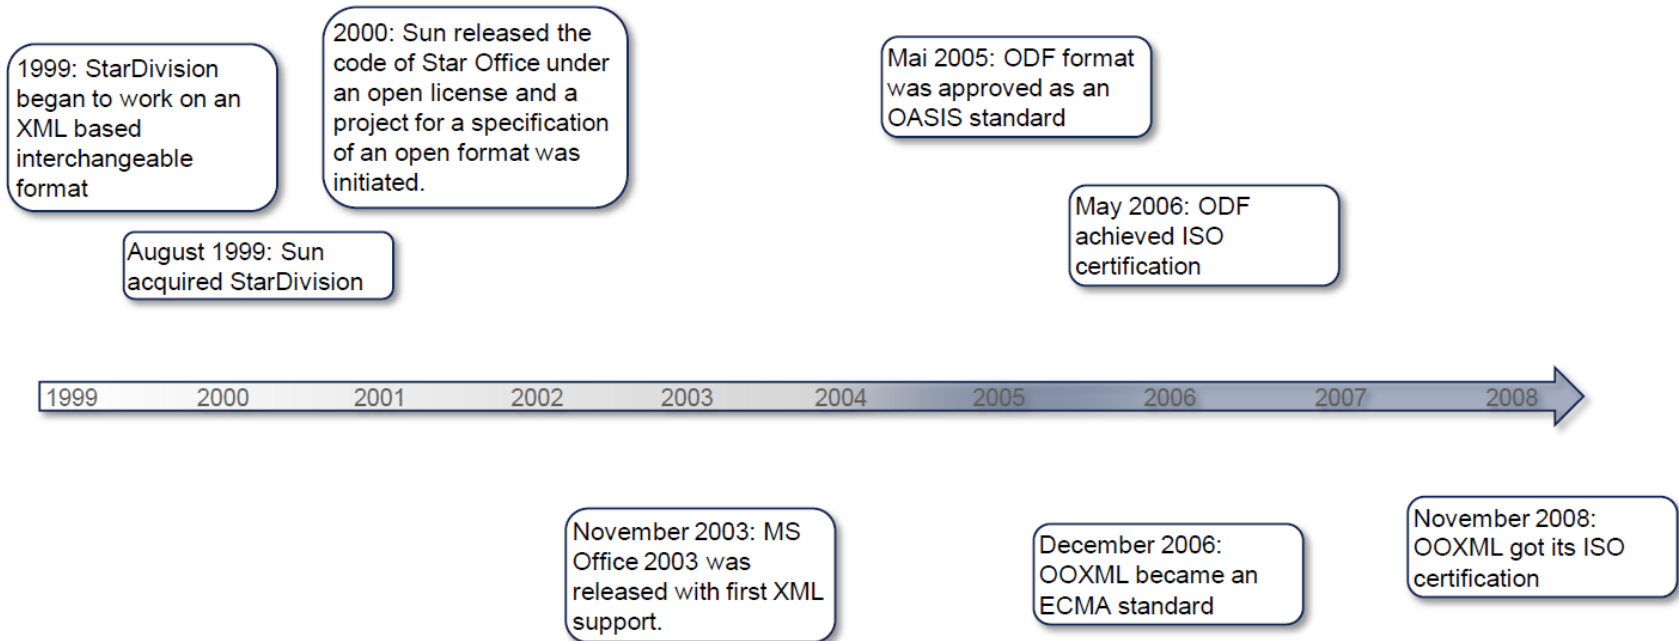 1999: StarDivision
began to work on an
XML based
interchangeable
format
August 1999: Sun
acquired StarDivision
2000: Sun released the
code of Star Office under
an open license and a
project for a specification
of an open format was
initiated.
Mai 2005: ODF format
was approved as an
OASIS standard
May 2006: ODF
achieved ISO
certification
1999 2000 2001 2002 2003 2004 2005 2006 2007 2008
November 2003: MS
Office 2003 was
released with first XML
support.
December 2006:
OOXML became an
ECMA standard
November 2008:
OOXML got its ISO
certification